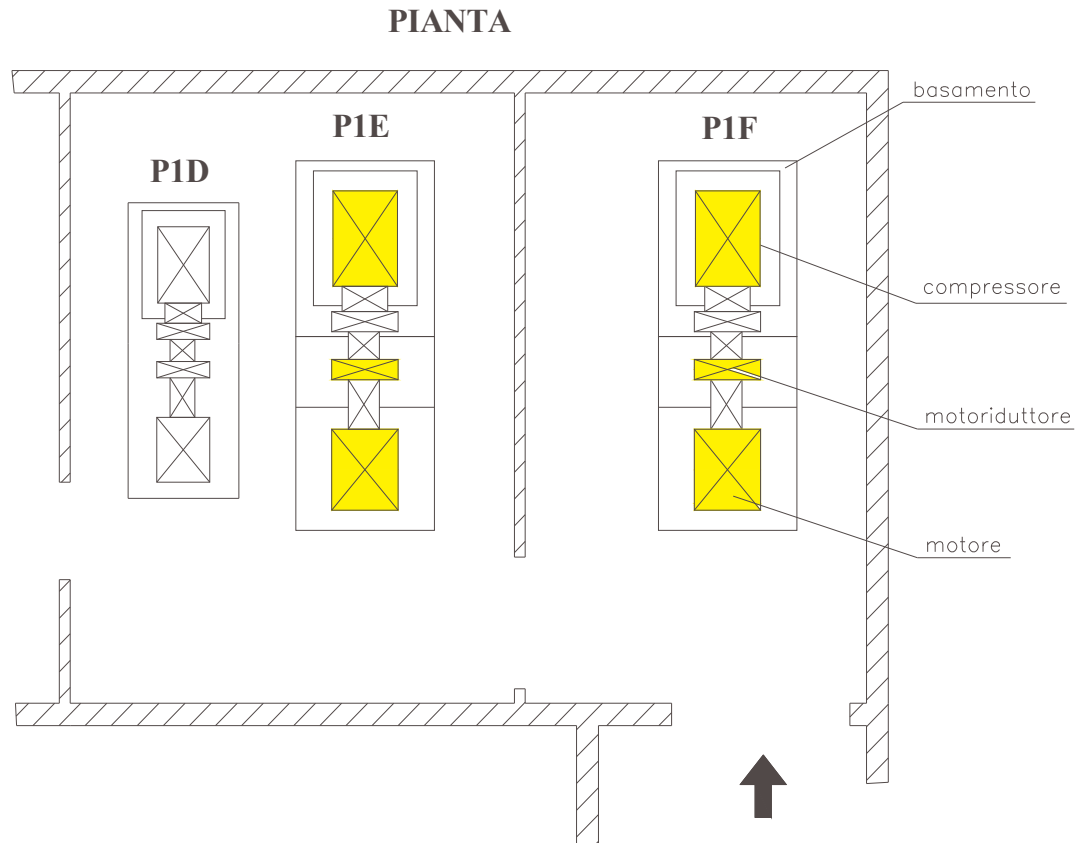 PIANTA
basamento
P1E
P1F
P1D
compressore
motoriduttore
motore